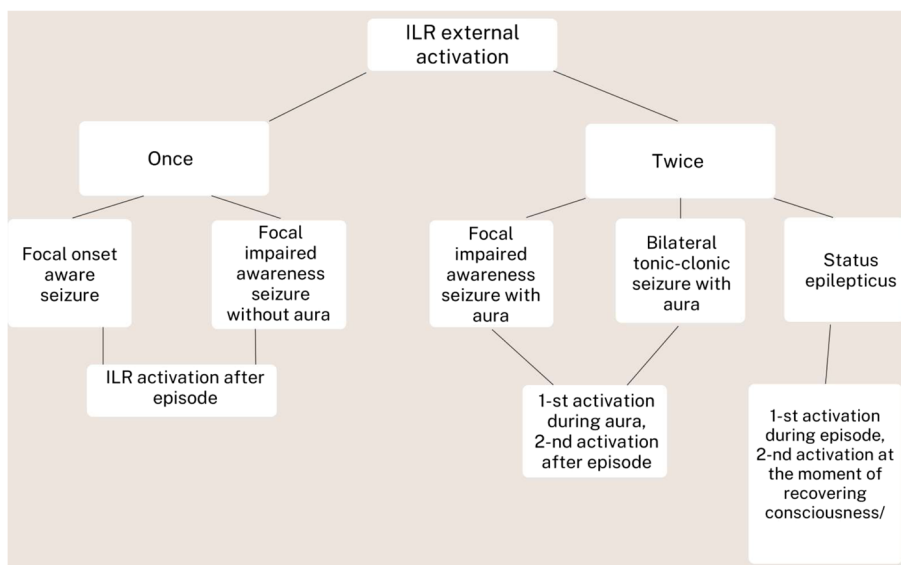 ILR external
activation
Once
Twice
Focal onset
aware
seizure
Focal
impaired
awareness
seizure
without aura
Focal
impaired
awareness
seizure with
aura
Bilateral
tonic-clonic
seizure with
aura
Status
epilepticus
ILR activation after
episode
1-st activation
during aura,
2-nd activation
after episode
1-st activation
during episode,
2-nd activation at
the moment of
recovering
consciousness/